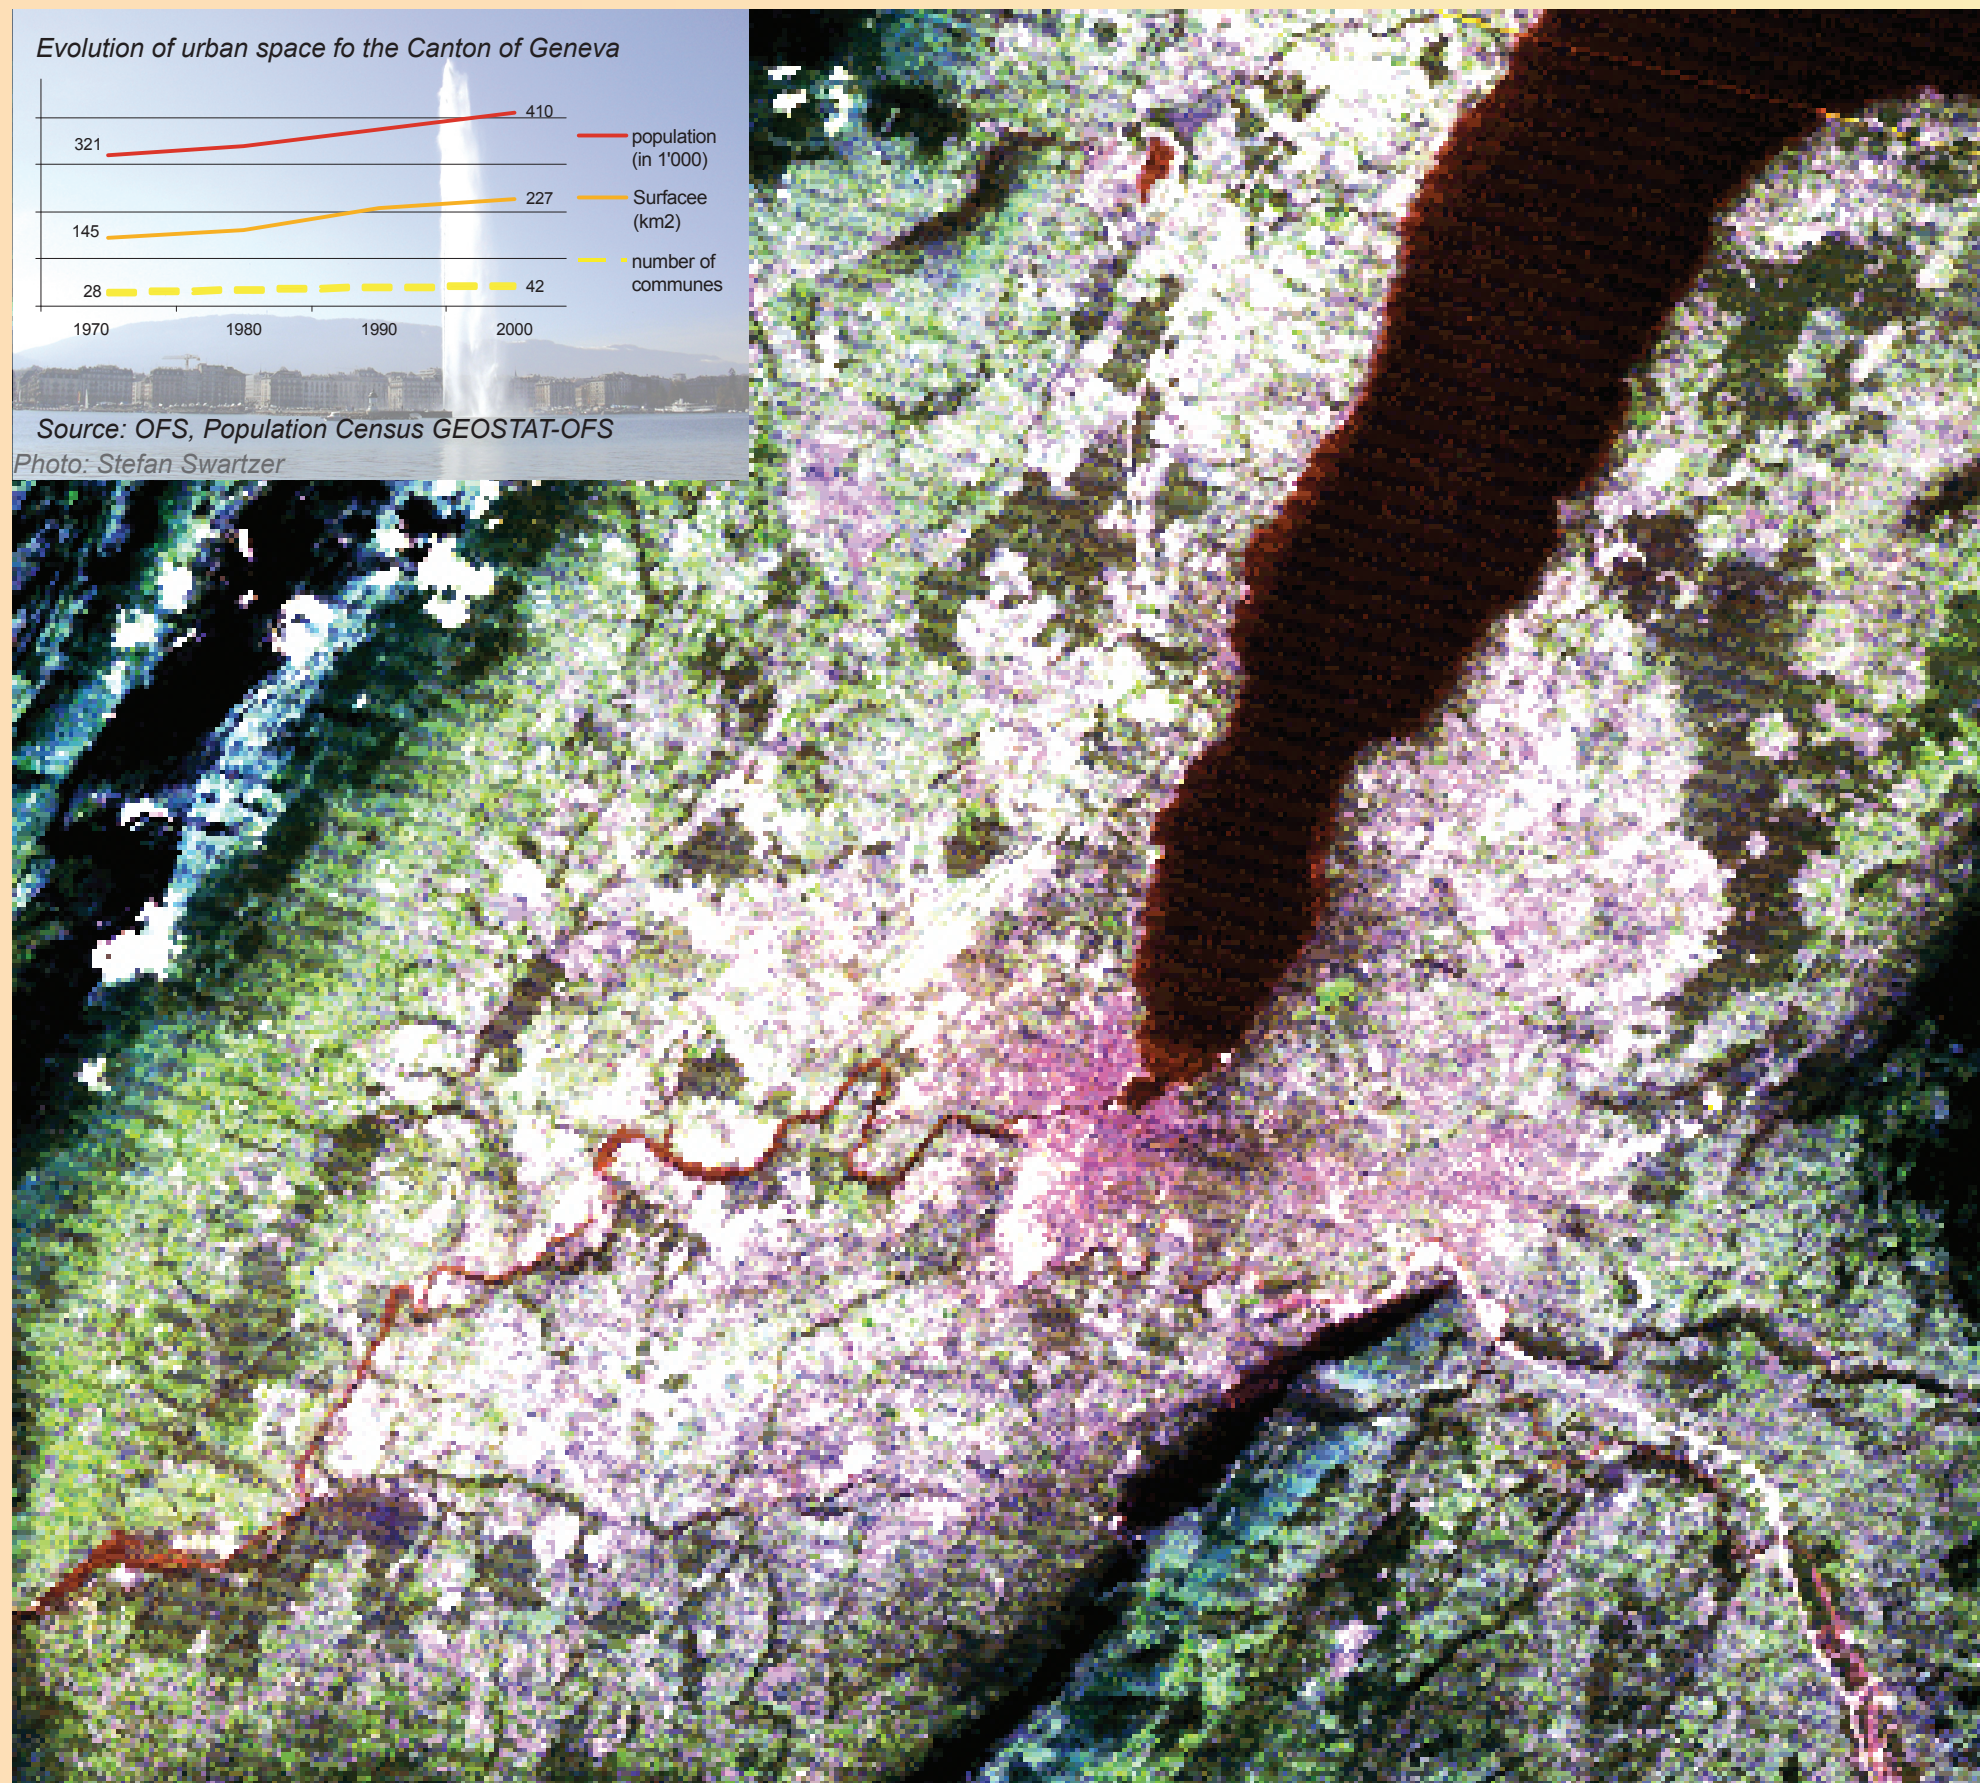 Evolution of urban space fo the Canton of Geneva
410
321
population
(in 1'000)
227
Surfacee
(km2)
145
number of
communes
28
42
1970
1980
1990
2000
Source: OFS, Population Census GEOSTAT-OFS
Photo: Stefan Swartzer